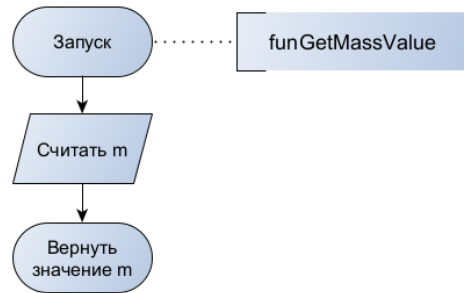 Запуск
funGetMassValue
Считать m
Вернуть
значение m